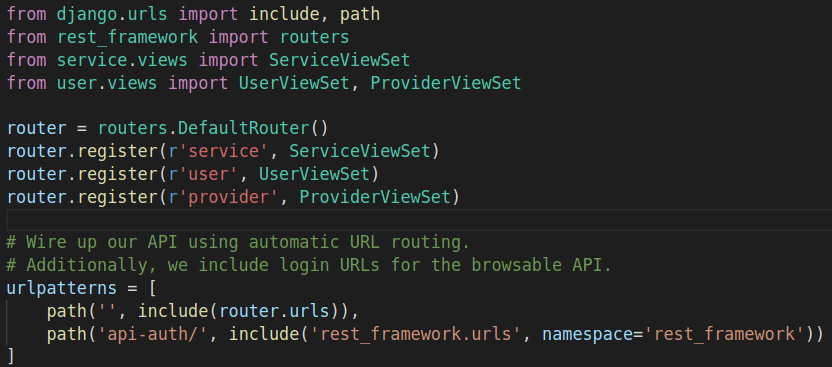 from django.urls import include, path
from rest_framework import routers
from service.views import ServiceViewSet
from user.views import UserViewSet, ProviderViewSet

router = routers.DefaultRouter()
router.register(r'service', ServiceViewSet)
router.register(r'user', UserViewSet)
router.register(r'provider', ProviderViewSet)

# Wire up our API using automatic URL routing.
# Additionally, we include login URLs for the browsable API.
urlpatterns = [
    path('', include(router.urls)),
    path('api-auth/', include('rest_framework.urls', namespace='rest_framework'))
]